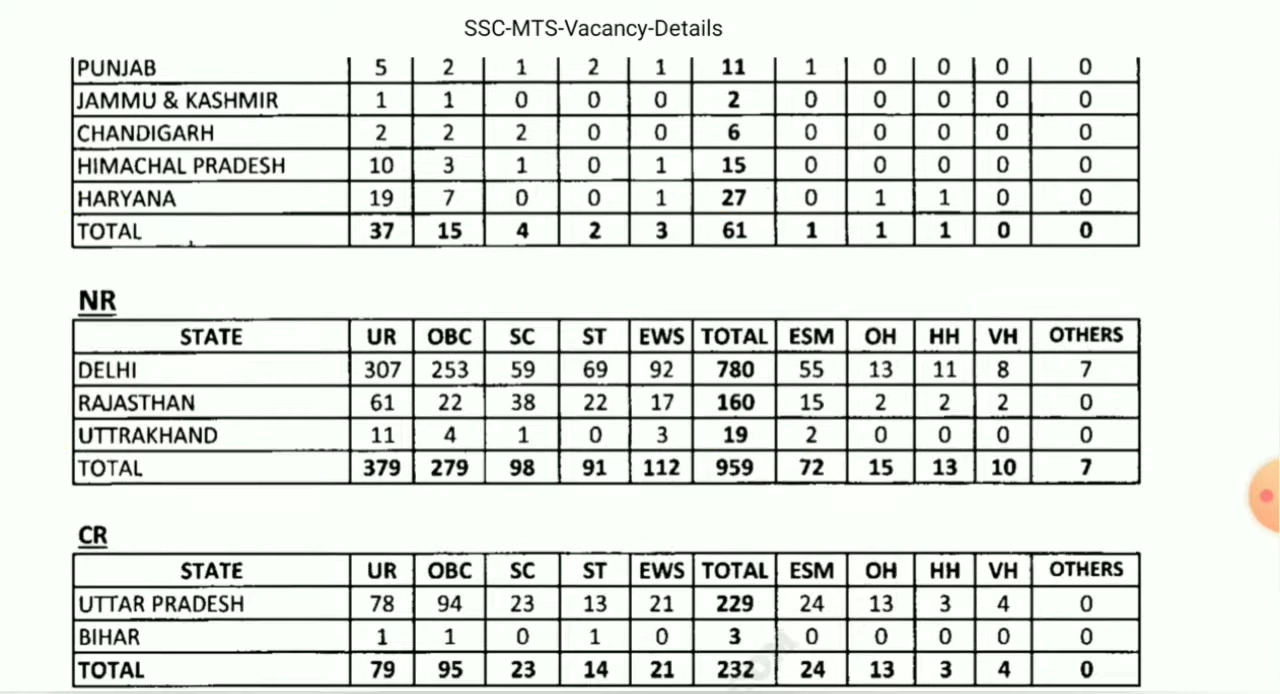 SSC-MTS-Vacancy-Details
PUNJAB 5 2 1 2 1 11 1 0 0 0 0
JAMMU & KASHMIR 1 1 0 0 0 2 0 0 0 0 0
CHANDIGARH 2 2 2 0 0 6 0 0 0 0 0
HIMACHAL PRADESH 10 3 1 0 1 15 0 0 0 0 0
HARYANA 19 7 0 0 1 27 0 1 1 0 0
TOTAL 37 15 4 2 3 61 1 1 1 0 0
NR
STATE UR OBC SC ST EWS TOTAL ESM OH HH VH OTHERS
DELHI 307 253 59 69 92 780 55 13 11 8 7
RAJASTHAN 61 22 38 22 17 160 15 2 2 2 0
UTTRAKHAND 11 4 1 0 3 19 2 0 0 0 0
TOTAL 379 279 98 91 112 959 72 15 13 10 7
CR
STATE UR OBC SC ST EWS TOTAL ESM OH HH VH OTHERS
UTTAR PRADESH 78 94 23 13 21 229 24 13 3 4 0
BIHAR 1 1 0 1 0 3 0 0 0 0 0
TOTAL 79 95 23 14 21 232 24 13 3 4 0